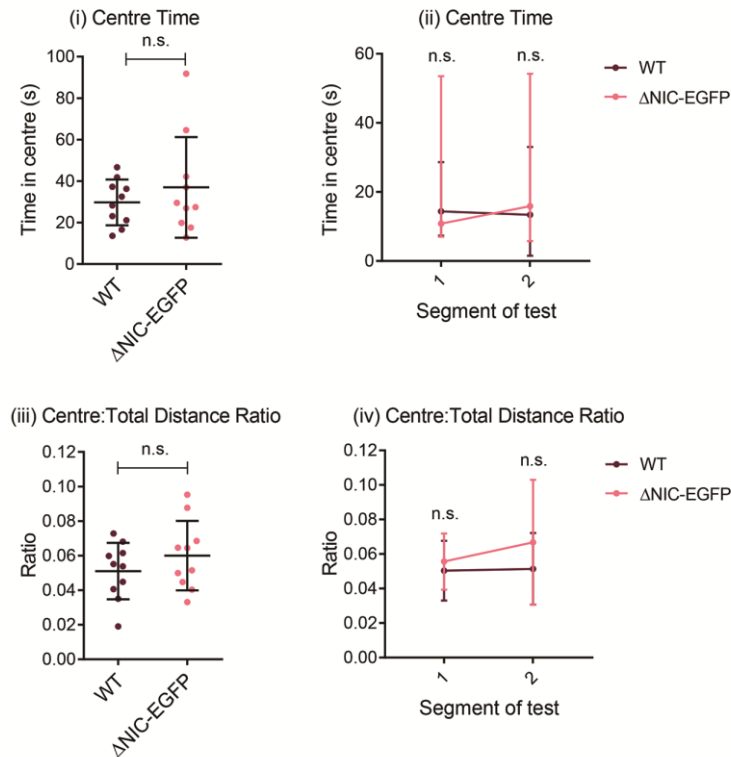 (i) Centre Time
n.s.
100
80
60
40
20
0
Time in centre (s)
WT
ΔNIC-EGFP
(ii) Centre Time
60
40
20
0
Time in centre (s)
n.s.
n.s.
1
2
Segment of test
WT
ΔNIC-EGFP
(iii) Centre:Total Distance Ratio
n.s.
0.12
0.10
0.08
0.06
0.04
0.02
0.00
Ratio
WT
ΔNIC-EGFP
(iv) Centre:Total Distance Ratio
0.12
0.10
0.08
0.06
0.04
0.02
0.00
Ratio
n.s.
n.s.
1
2
Segment of test
WT
ΔNIC-EGFP